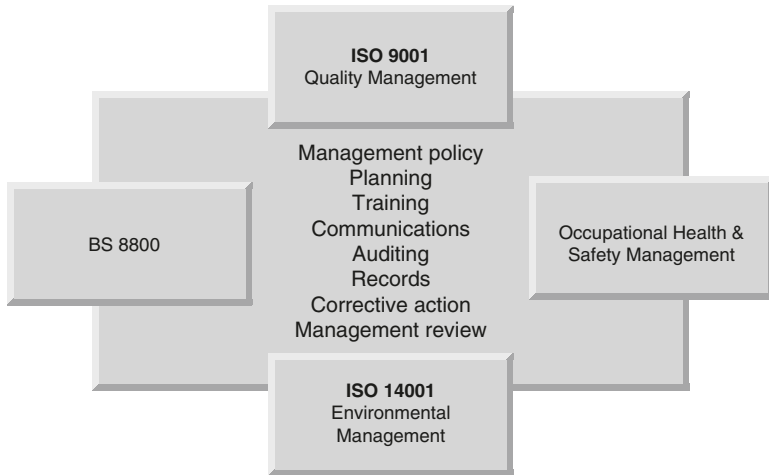 ISO 9001
Quality Management
Management policy
Planning
Training
Communications
Auditing
Records
Corrective action
Management review
BS 8800
Occupational Health &
Safety Management
ISO 14001
Environmental
Management